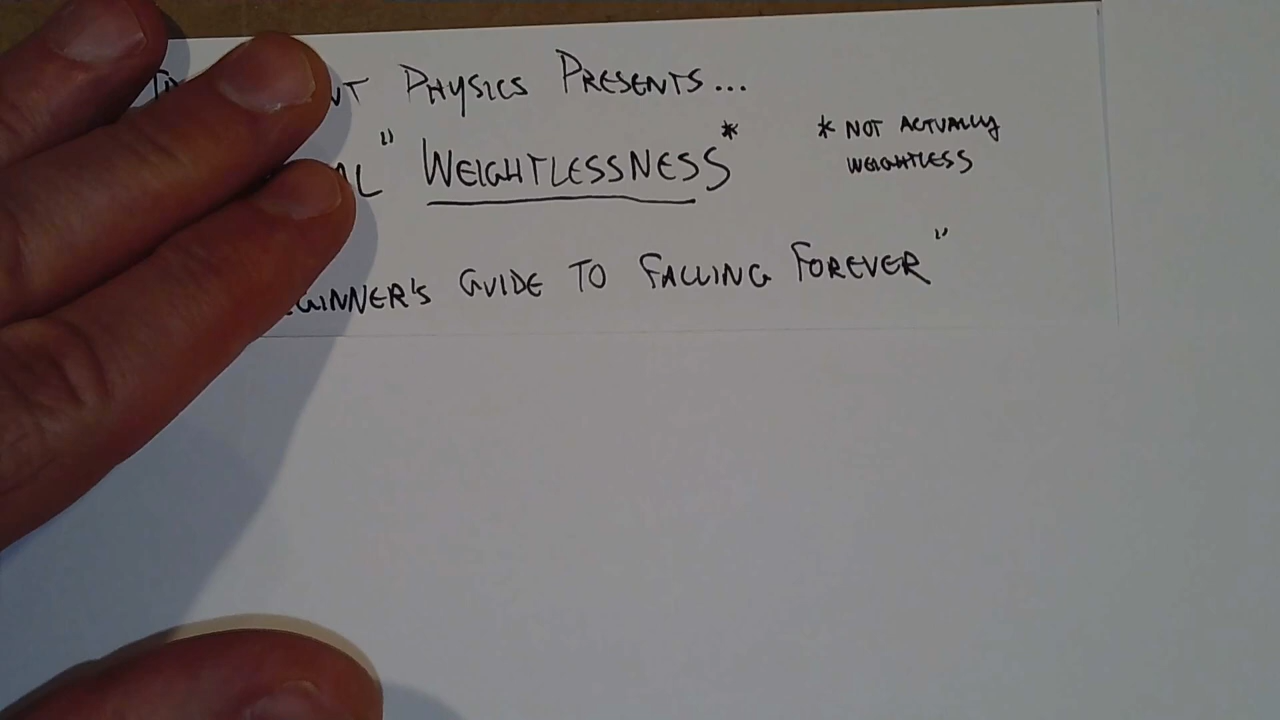 PHYSICS PRESENTS...
" WEIGHTLESSNESS*
* NOT ACTUALLY
WEIGHTLESS
GUIDE TO FALLING FOREVER"